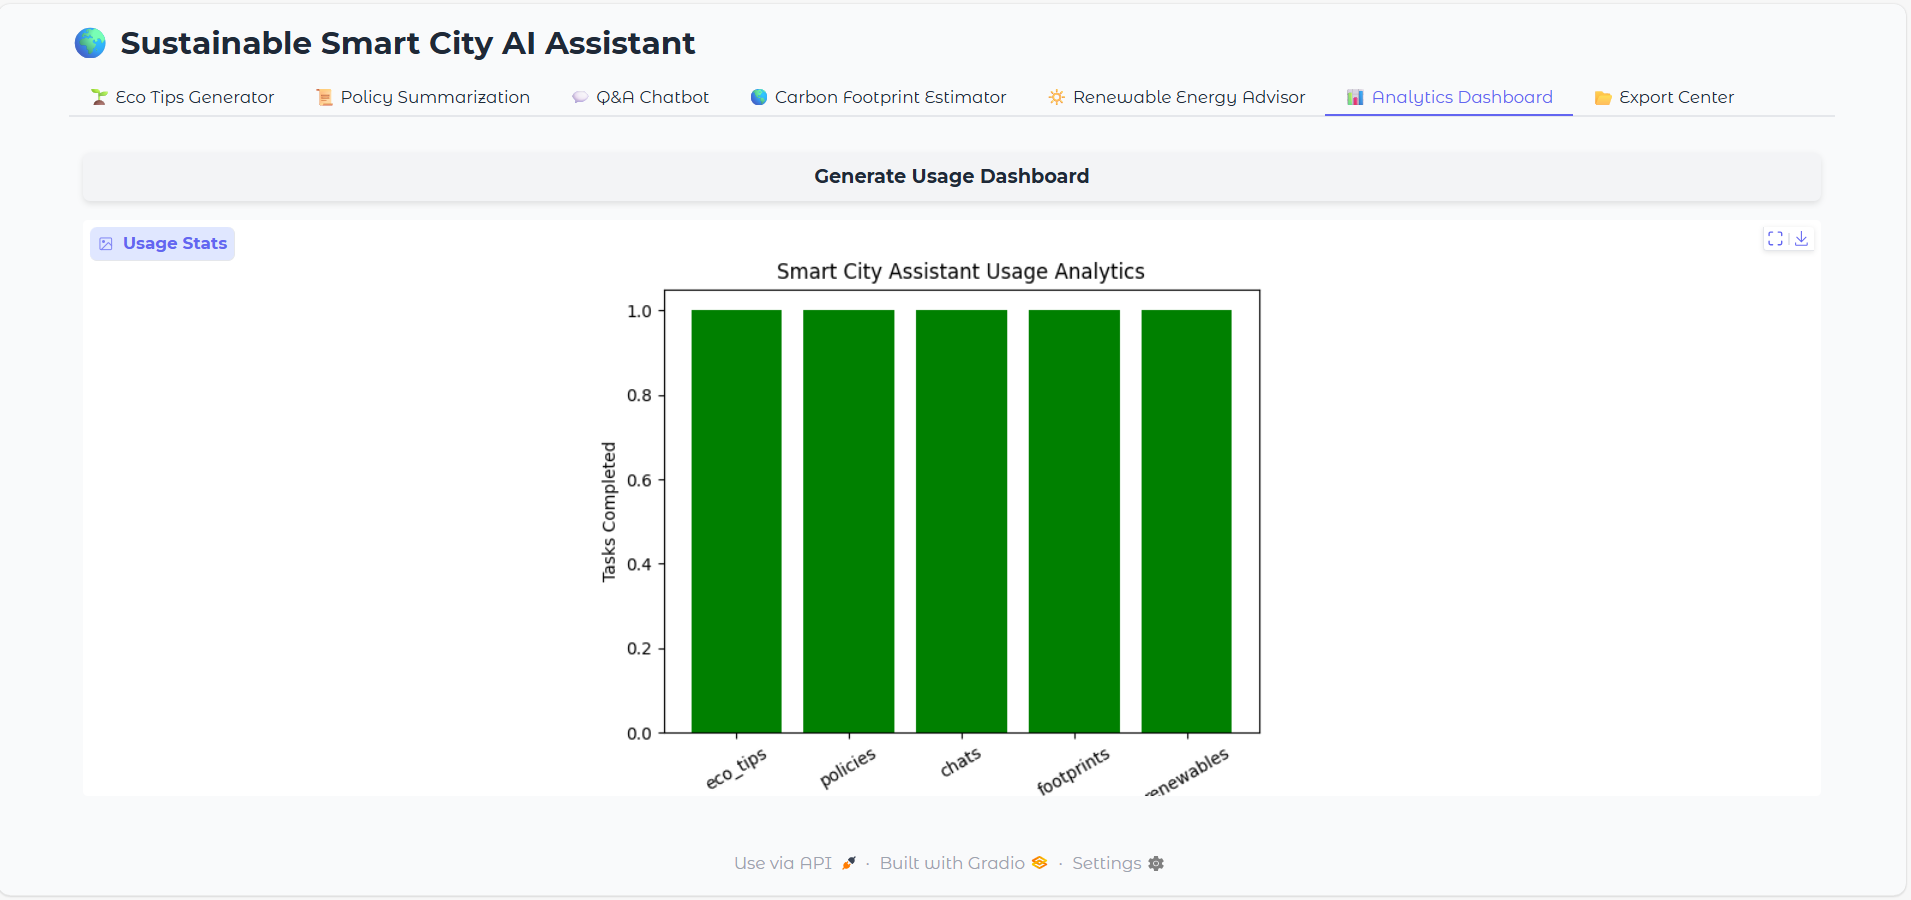 Sustainable Smart City AI Assistant
Eco Tips Generator
Policy Summarization
Q&A Chatbot
Carbon Footprint Estimator
Renewable Energy Advisor
Analytics Dashboard
Export Center
Generate Usage Dashboard
Usage Stats
Smart City Assistant Usage Analytics
Tasks Completed
1.0
0.8
0.6
0.4
0.2
0.0
eco_tips
policies
chats
footprints
renewables
Use via API · Built with Gradio · Settings